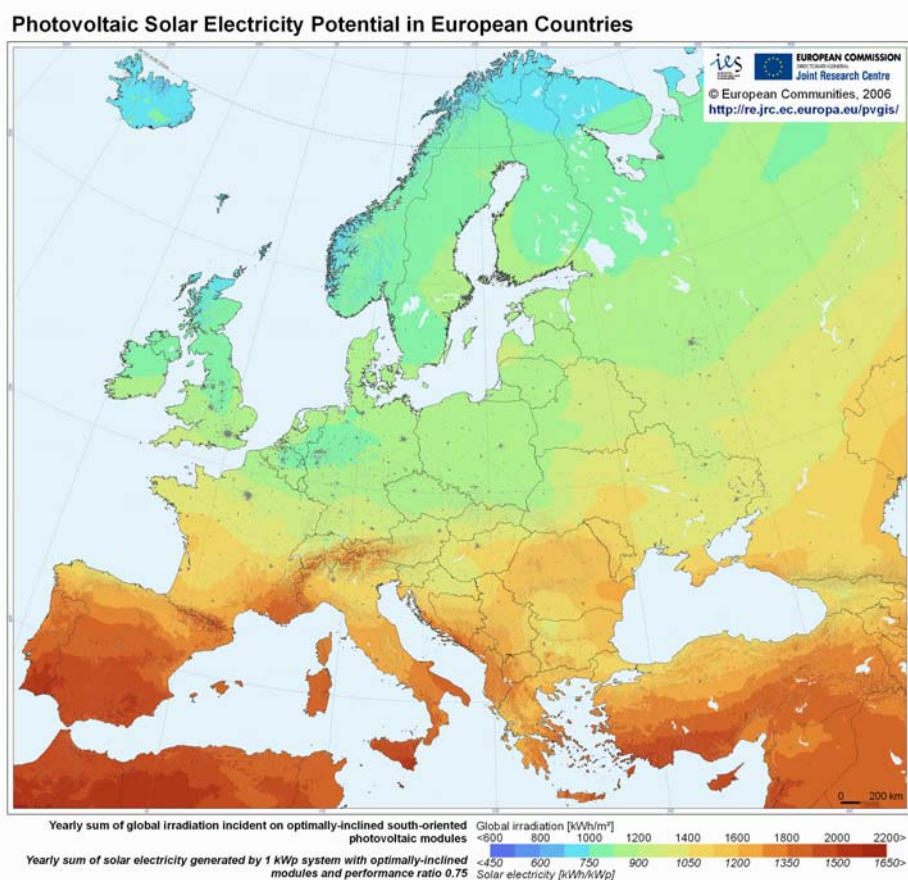 Photovoltaic Solar Electricity Potential in European Countries
ies
EUROPEAN COMMISSION
DIRECTORATE-GENERAL
Joint Research Centre
© European Communities, 2006
http://re.jrc.ec.europa.eu/pvgis/
0 200 km
Yearly sum of global irradiation incident on optimally-inclined south-oriented
photovoltaic modules
Yearly sum of solar electricity generated by 1 kWp system with optimally-inclined
modules and performance ratio 0.75
Global irradiation [kWh/m²]
<600 800 1000 1200 1400 1600 1800 2000 2200>
<450 600 750 900 1050 1200 1350 1500 1650>
Solar electricity [kWh/kWp]